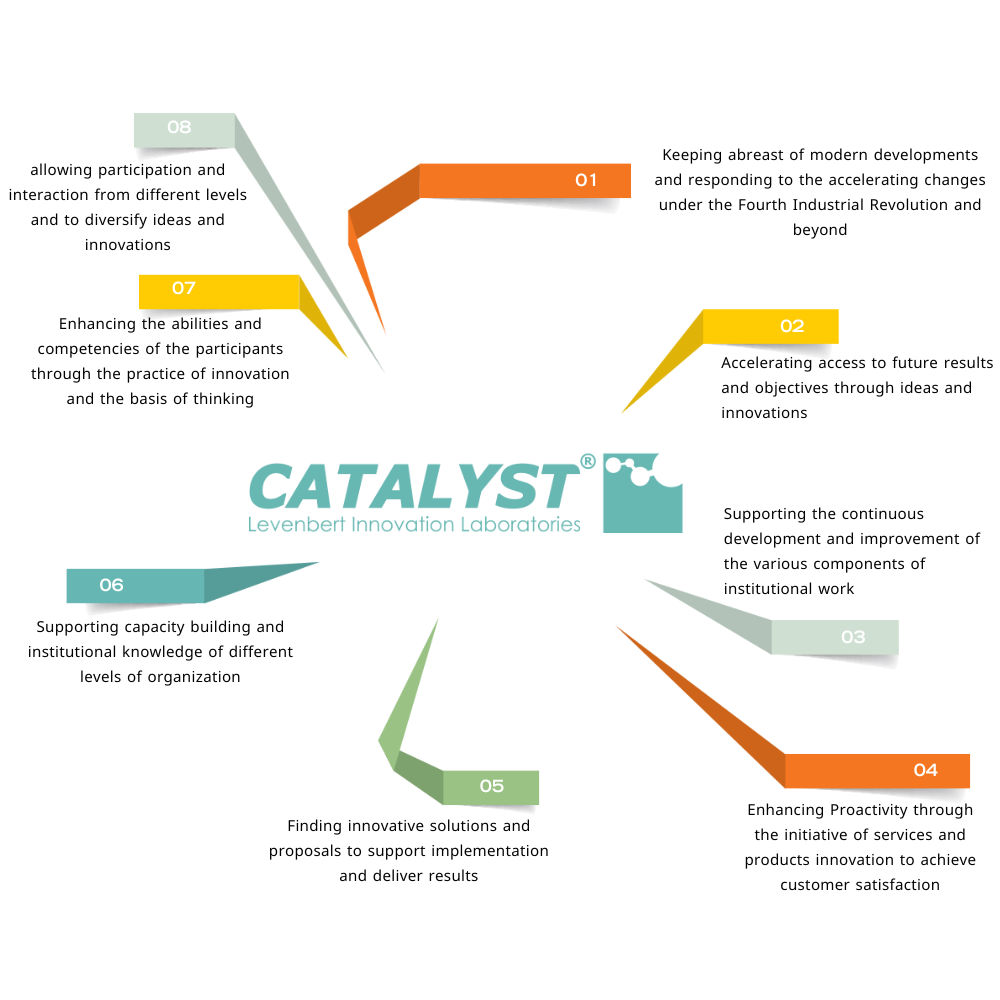 01
Keeping abreast of modern developments
and responding to the accelerating changes
under the Fourth Industrial Revolution and
beyond
02
Accelerating access to future results
and objectives through ideas and
innovations
CATALYST®
Levenbert Innovation Laboratories
Supporting the continuous
development and improvement of
the various components of
institutional work
03
04
Enhancing Proactivity through
the initiative of services and
products innovation to achieve
customer satisfaction
05
Finding innovative solutions and
proposals to support implementation
and deliver results
06
Supporting capacity building and
institutional knowledge of different
levels of organization
07
Enhancing the abilities and
competencies of the participants
through the practice of innovation
and the basis of thinking
08
allowing participation and
interaction from different levels
and to diversify ideas and
innovations